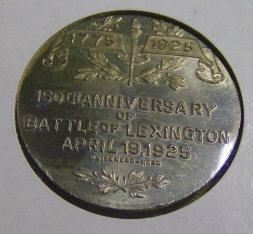 1775 1925
150TH ANNIVERSARY
OF
BATTLE OF LEXINGTON
APRIL 19, 1925